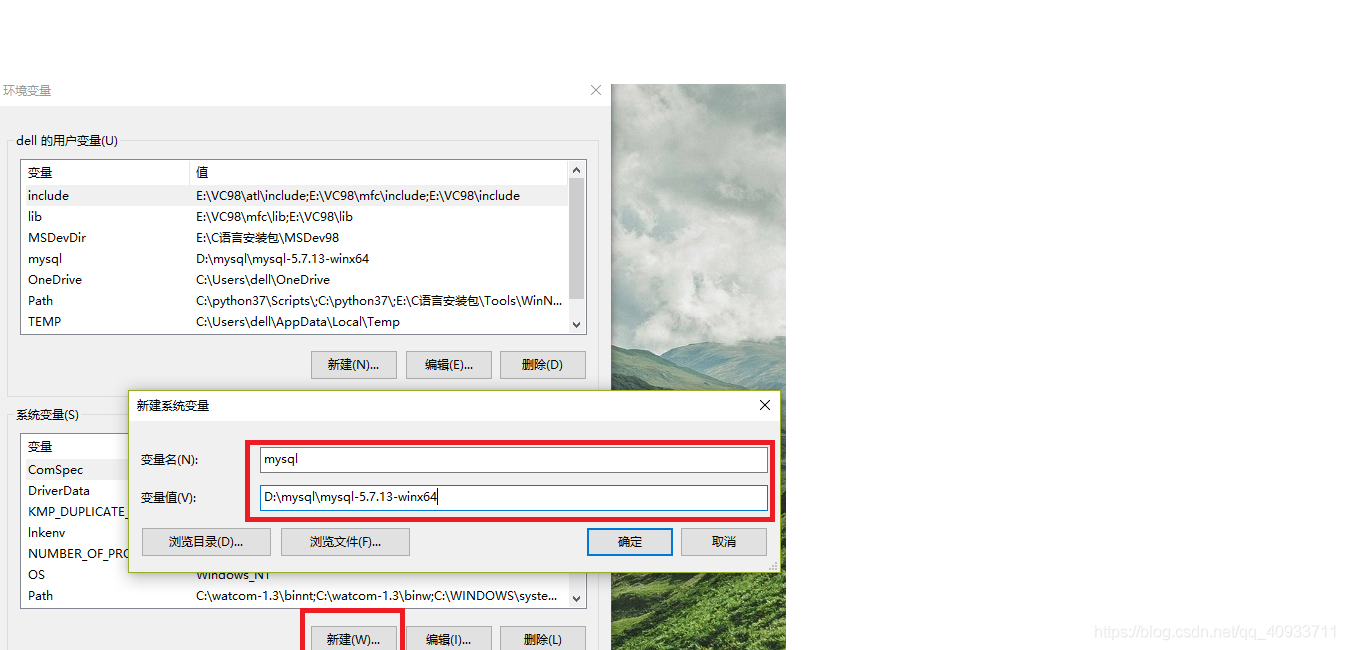 环境变量
dell 的用户变量(U)
变量 值
include E:\VC98\atl\include;E:\VC98\mfc\include;E:\VC98\include
lib E:\VC98\mfc\lib;E:\VC98\lib
MSDevDir E:\C语言安装包\MSDev98
mysql D:\mysql\mysql-5.7.13-winx64
OneDrive C:\Users\dell\OneDrive
Path C:\python37\Scripts\;C:\python37\;E:\C语言安装包\Tools\WinN...
TEMP C:\Users\dell\AppData\Local\Temp
新建(N)... 编辑(E)... 删除(D)
系统变量(S)
新建系统变量
变量名(N): mysql
变量值(V): D:\mysql\mysql-5.7.13-winx64
浏览目录(D)... 浏览文件(F)... 确定 取消
变量
ComSpec
DriverData
KMP_DUPLICATE_
lnkenv
NUMBER_OF_PRO
OS Windows_NT
Path C:\watcom-1.3\binnt;C:\watcom-1.3\binw;C:\WINDOWS\syste...
新建(W)... 编辑(I)... 删除(L)
https://blog.csdn.net/qq_40933711